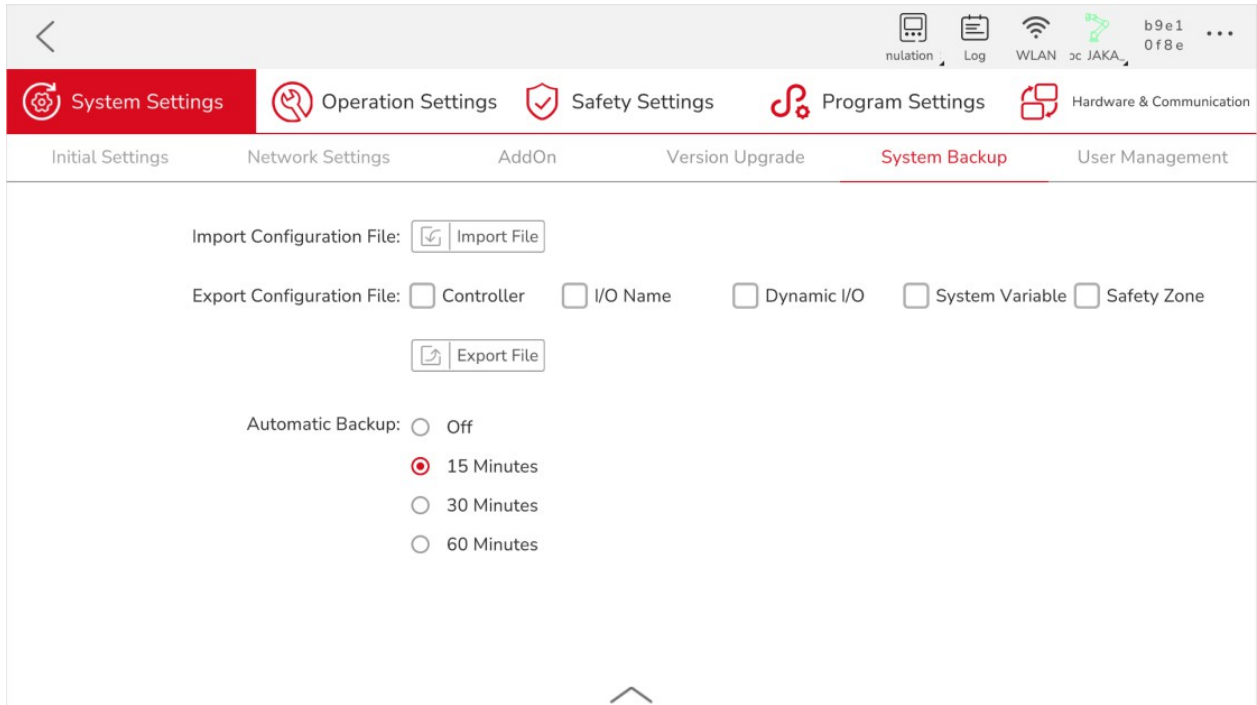 b9e1
0f8e
nulation
Log
WLAN
JAKA_
System Settings
Operation Settings
Safety Settings
Program Settings
Hardware & Communication
Initial Settings
Network Settings
AddOn
Version Upgrade
System Backup
User Management
Import Configuration File:
Import File
Export Configuration File:
Controller
I/O Name
Dynamic I/O
System Variable
Safety Zone
Export File
Automatic Backup:
Off
15 Minutes
30 Minutes
60 Minutes